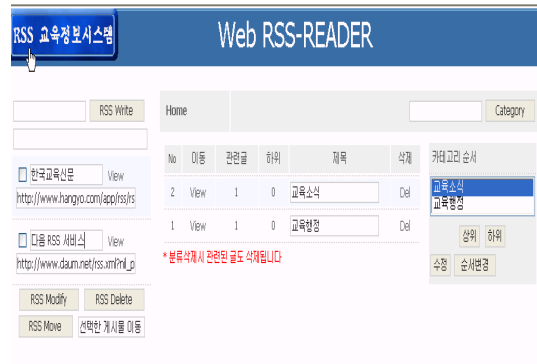 RSS 교육정보시스템
Web RSS-READER
RSS Write
Home
Category
한국교육신문 View
http://www.hangyo.com/app/rss/rs
다음 RSS 서비스 View
http://www.daum.net/rss.xml?nil_p
RSS Modify RSS Delete
RSS Move 선택한 게시물 이동
No 이동 관련글 하위 제목 삭제
2 View 1 0 교육소식 Del
1 View 1 0 교육행정 Del
* 분류삭제시 관련된 글도 삭제됩니다
카테고리 순서
교육소식
교육행정
상위 하위
수정 순서변경